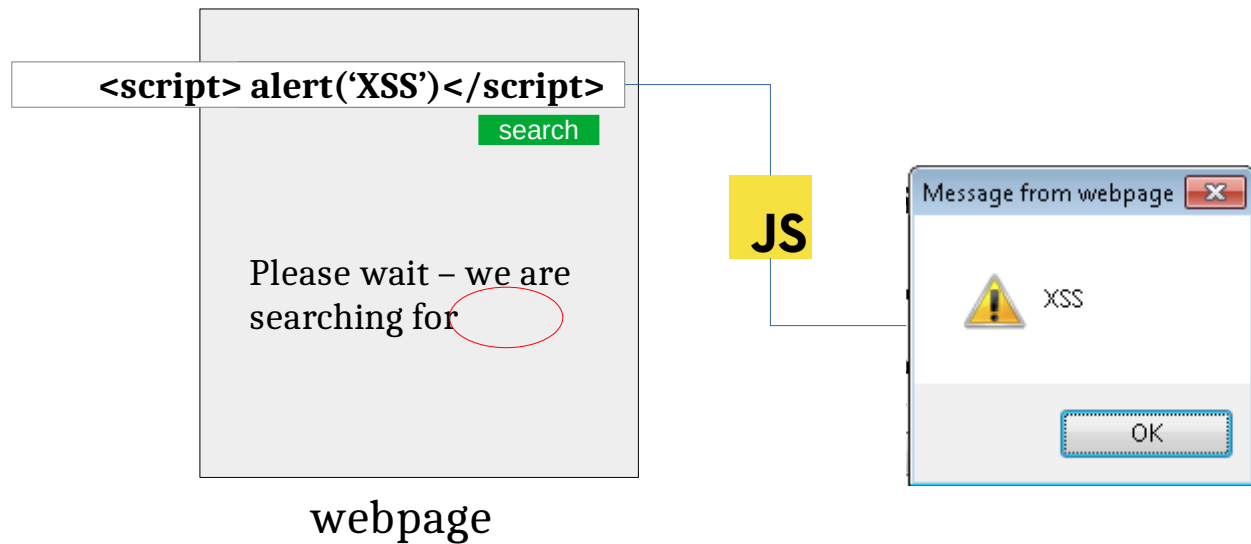 <script> alert(‘XSS’)</script>
search
Please wait – we are
searching for
webpage
JS
Message from webpage
XSS
OK